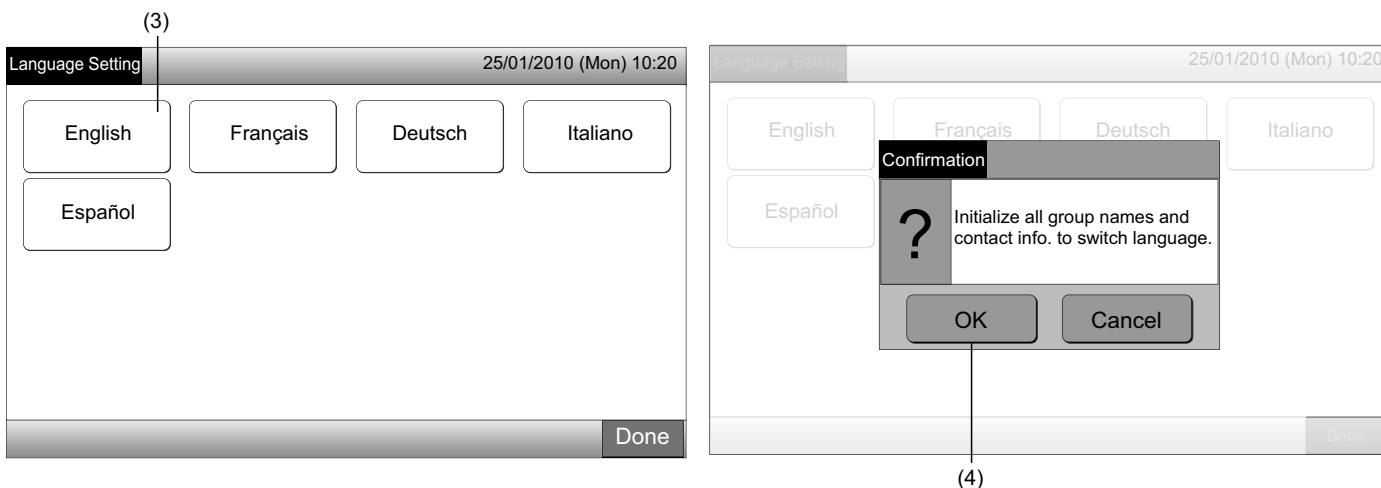 (3)
Language Setting 25/01/2010 (Mon) 10:20
English Français Deutsch Italiano
Español
Done
Language Setting 25/01/2010 (Mon) 10:20
English Français Deutsch Italiano
Español
Confirmation
?
Initialize all group names and
contact info. to switch language.
OK Cancel
Done
(4)